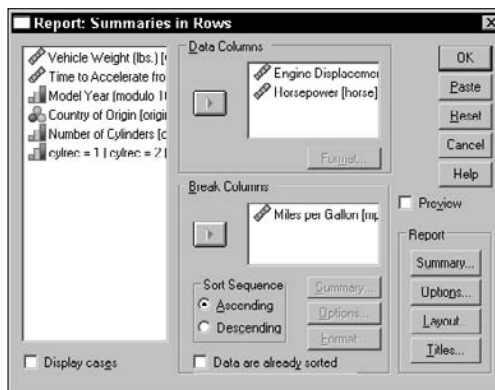 Report: Summaries in Rows
Vehicle Weight (lbs.) [
Time to Accelerate fro
Model Year (modulo 10
Country of Origin [origi
Number of Cylinders [c
cylrec = 1 | cylrec = 2 [
Display cases
Data Columns
Engine Displacemer
Horsepower [horse]
Format...
Break Columns
Miles per Gallon [mp
Sort Sequence
Ascending
Descending
Summary...
Options...
Format...
Data are already sorted
OK
Paste
Reset
Cancel
Help
Preview
Report
Summary...
Options...
Layout...
Titles...